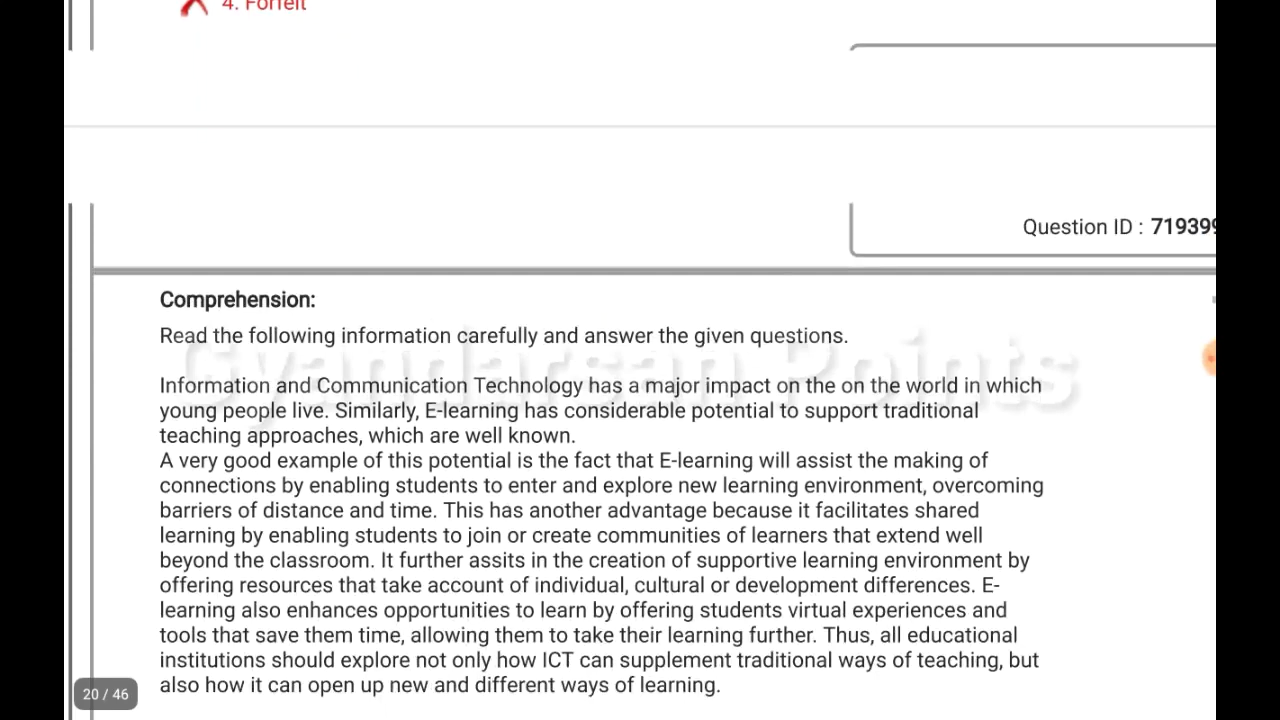 4. Forfeit
Question ID : 719399
Comprehension:
Read the following information carefully and answer the given questions.
Gyandarsan Points
Information and Communication Technology has a major impact on the on the world in which
young people live. Similarly, E-learning has considerable potential to support traditional
teaching approaches, which are well known.
A very good example of this potential is the fact that E-learning will assist the making of
connections by enabling students to enter and explore new learning environment, overcoming
barriers of distance and time. This has another advantage because it facilitates shared
learning by enabling students to join or create communities of learners that extend well
beyond the classroom. It further assits in the creation of supportive learning environment by
offering resources that take account of individual, cultural or development differences. E-
learning also enhances opportunities to learn by offering students virtual experiences and
tools that save them time, allowing them to take their learning further. Thus, all educational
institutions should explore not only how ICT can supplement traditional ways of teaching, but
also how it can open up new and different ways of learning.
20 / 46